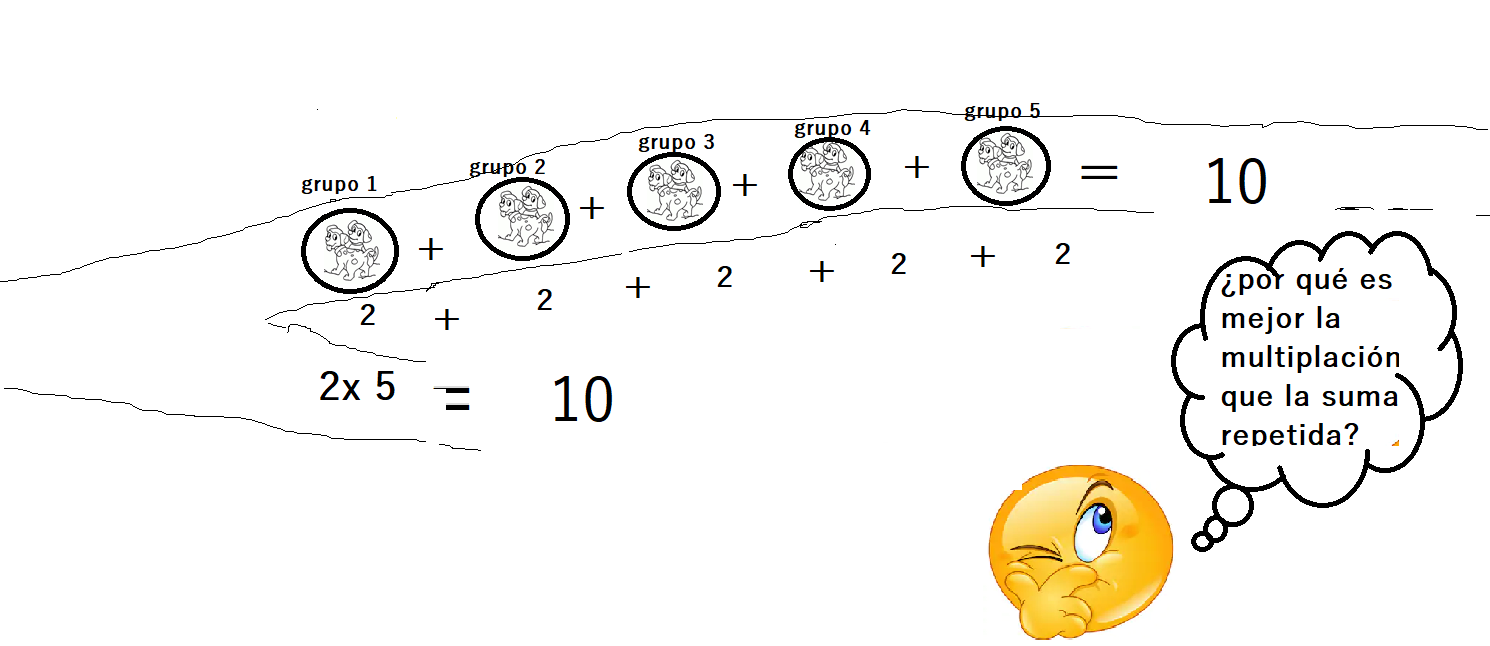 grupo 1
grupo 2
grupo 3
grupo 4
grupo 5
+ + + + = 10
2 + 2 + 2 + 2 + 2
2x 5 = 10
¿por qué es
mejor la
multiplación
que la suma
repetida?